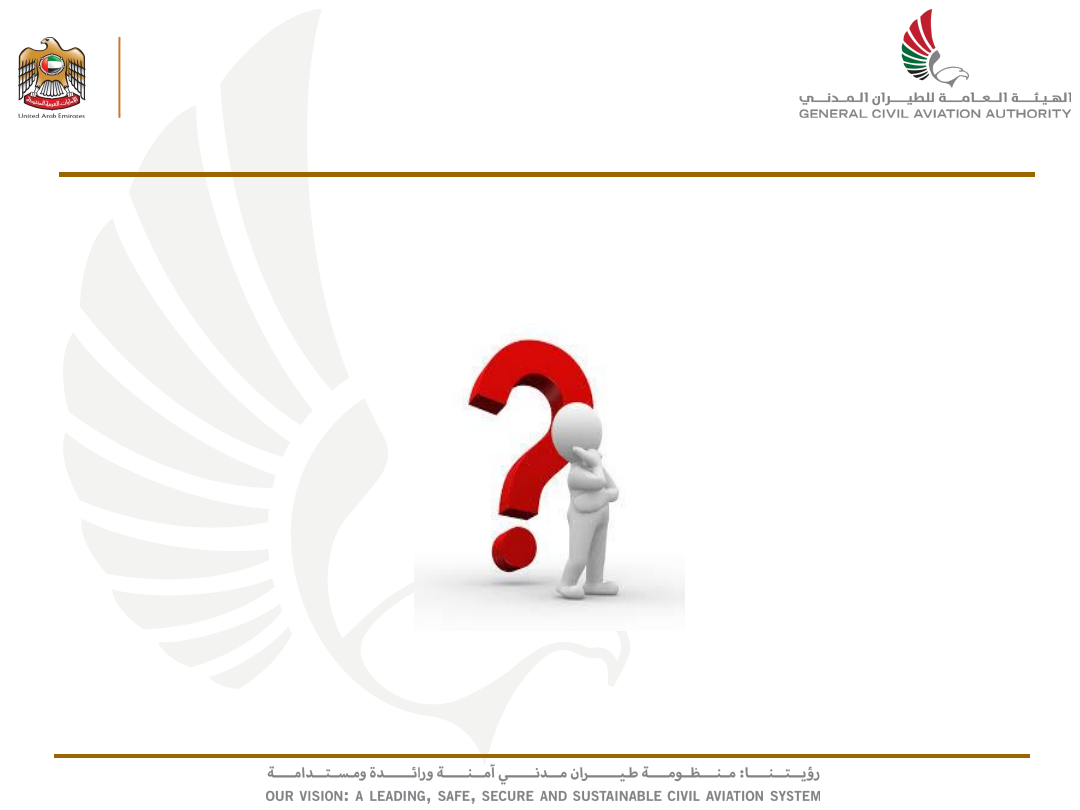 الإمارات العربية المتحدة
United Arab Emirates
الهيئة العامة للطيران المدني
GENERAL CIVIL AVIATION AUTHORITY
رؤيتنا: منظومة طيران مدني آمنة ورائدة ومستدامة
OUR VISION: A LEADING, SAFE, SECURE AND SUSTAINABLE CIVIL AVIATION SYSTEM